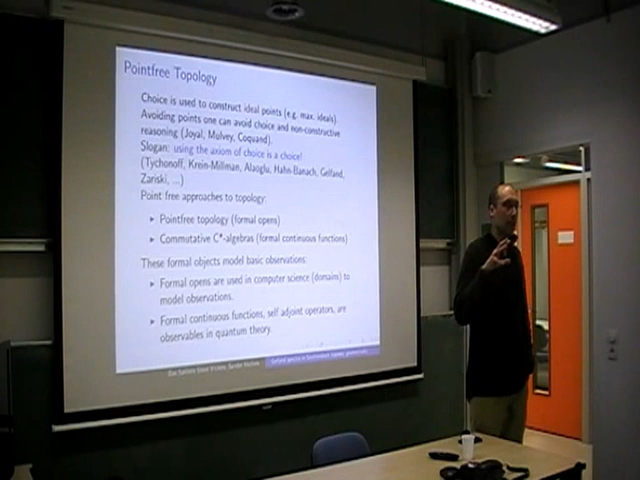 Pointfree Topology
Choice is used to construct ideal points (e.g. max. ideals).
Avoiding points one can avoid choice and non-constructive
reasoning (Joyal, Mulvey, Coquand).
Slogan: using the axiom of choice is a choice!
(Tychonoff, Krein-Millman, Alaoglu, Hahn-Banach, Gelfand,
Zariski, ...)
Point free approaches to topology:
▸ Pointfree topology (formal opens)
▸ Commutative C*-algebras (formal continuous functions)
These formal objects model basic observations:
▸ Formal opens are used in computer science (domains) to
model observations.
▸ Formal continuous functions, self adjoint operators, are
observables in quantum theory.